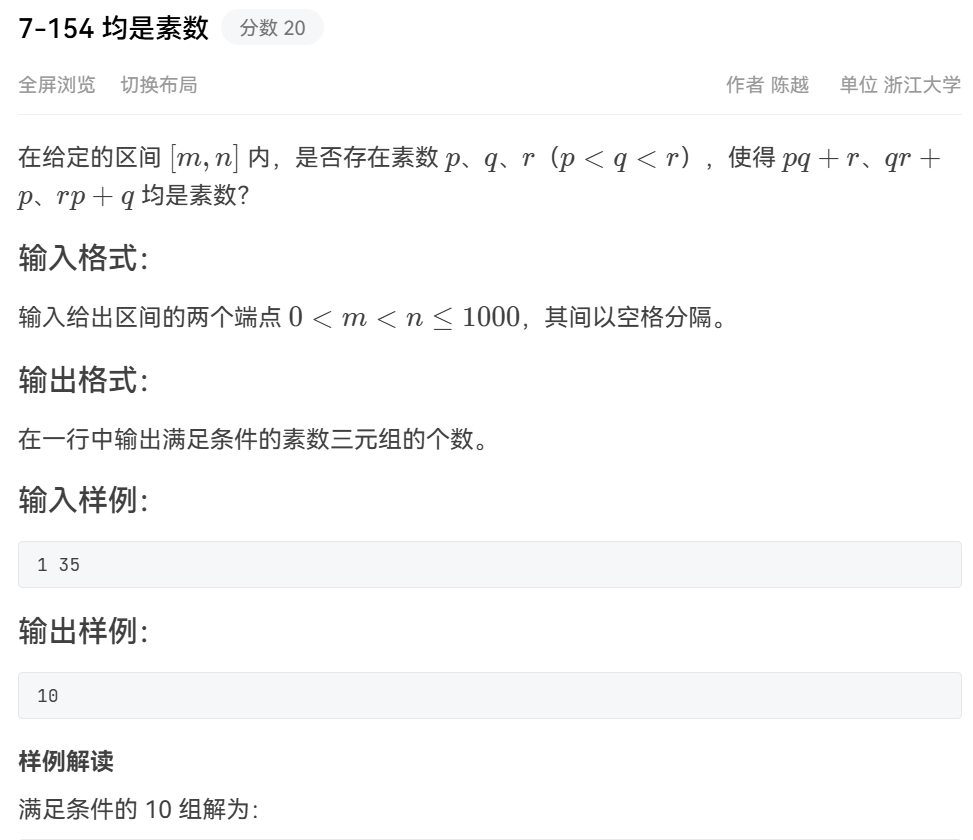 7-154 均是素数 分数 20
全屏浏览 切换布局 作者 陈越 单位 浙江大学
在给定的区间 [m, n] 内，是否存在素数 p、q、r（p < q < r），使得 pq + r、qr +
p、rp + q 均是素数？
输入格式：
输入给出区间的两个端点 0 < m < n ≤ 1000，其间以空格分隔。
输出格式：
在一行中输出满足条件的素数三元组的个数。
输入样例：
1 35
输出样例：
10
样例解读
满足条件的 10 组解为：